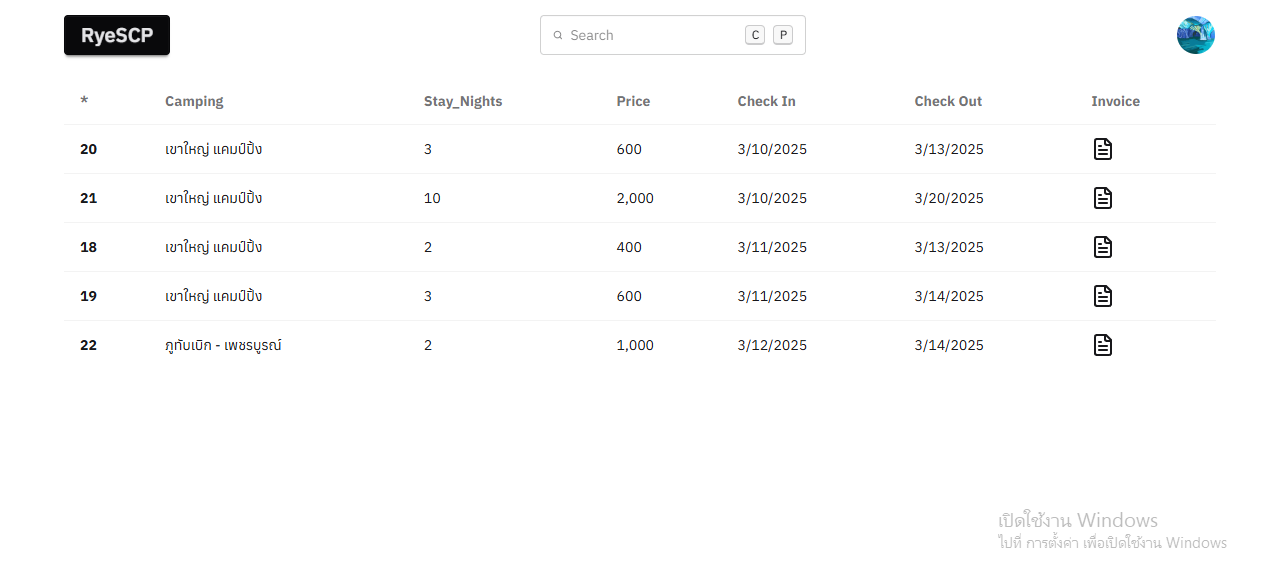 RyeSCP
Search C P
* Camping Stay_Nights Price Check In Check Out Invoice
20 เขาใหญ่ แคมป์ปิ้ง 3 600 3/10/2025 3/13/2025
21 เขาใหญ่ แคมป์ปิ้ง 10 2,000 3/10/2025 3/20/2025
18 เขาใหญ่ แคมป์ปิ้ง 2 400 3/11/2025 3/13/2025
19 เขาใหญ่ แคมป์ปิ้ง 3 600 3/11/2025 3/14/2025
22 ภูทับเบิก - เพชรบูรณ์ 2 1,000 3/12/2025 3/14/2025
เปิดใช้งาน Windows
ไปที่ การตั้งค่า เพื่อเปิดใช้งาน Windows